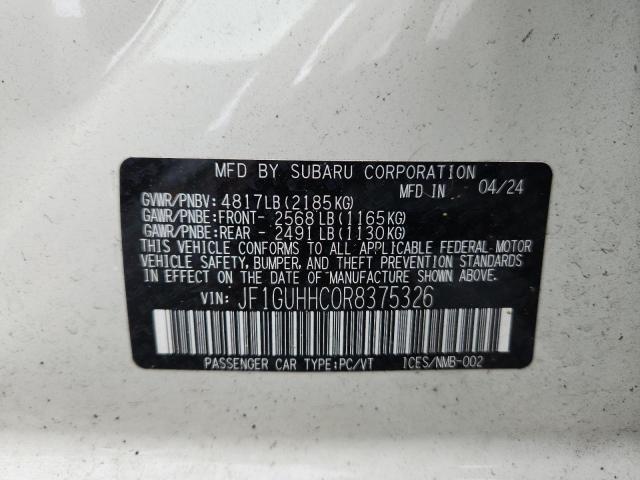 MFD BY SUBARU CORPORATION
MFD IN 04/24
GVWR/PNBV: 4817LB(2185KG)
GAWR/PNBE:FRONT- 2568LB(1165KG)
GAWR/PNBE:REAR - 2491LB(1130KG)
THIS VEHICLE CONFORMS TO ALL APPLICABLE FEDERAL MOTOR
VEHICLE SAFETY, BUMPER, AND THEFT PREVENTION STANDARDS
IN EFFECT ON THE DATE OF MANUFACTURE SHOWN ABOVE.
VIN: JF1GUHHC0R8375326
PASSENGER CAR TYPE:PC/VT ICES/NMB-002